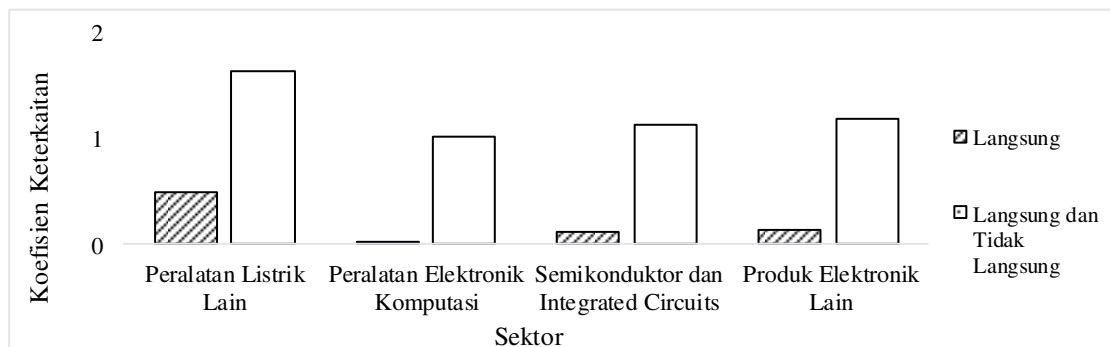 Koefisien Keterkaitan
2
1
0
Peralatan Listrik
Lain
Peralatan Elektronik
Komputasi
Semikonduktor dan
Integrated Circuits
Produk Elektronik
Lain
Sektor
Langsung
Langsung dan
Tidak
Langsung